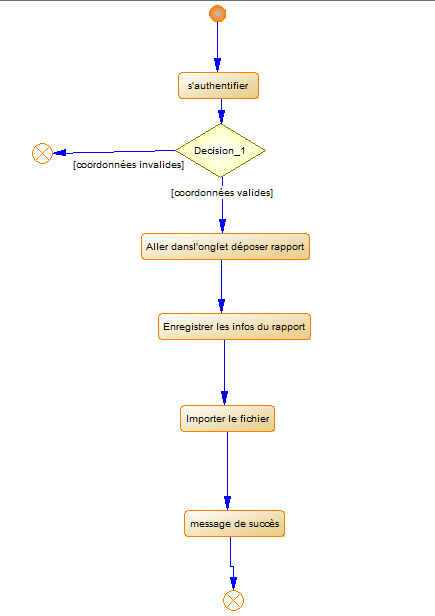 s'authentifier
Decision_1
[coordonnées invalides]
[coordonnées valides]
Aller dansl'onglet déposer rapport
Enregistrer les infos du rapport
Importer le fichier
message de succès